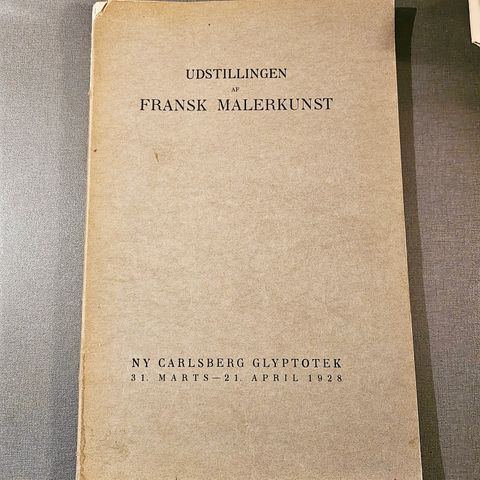 UDSTILLINGEN
AF
FRANSK MALERKUNST
NY CARLSBERG GLYPTOTEK
31. MARTS—21. APRIL 1928